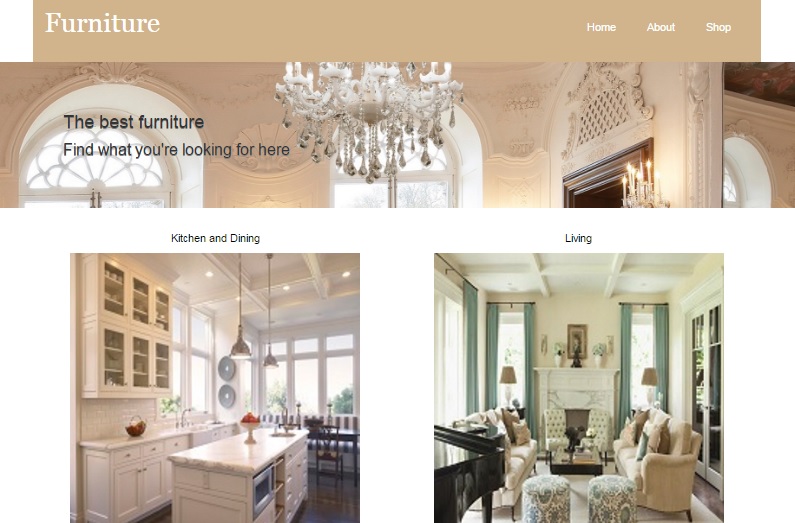 Furniture
Home About Shop
The best furniture
Find what you're looking for here
Kitchen and Dining
Living